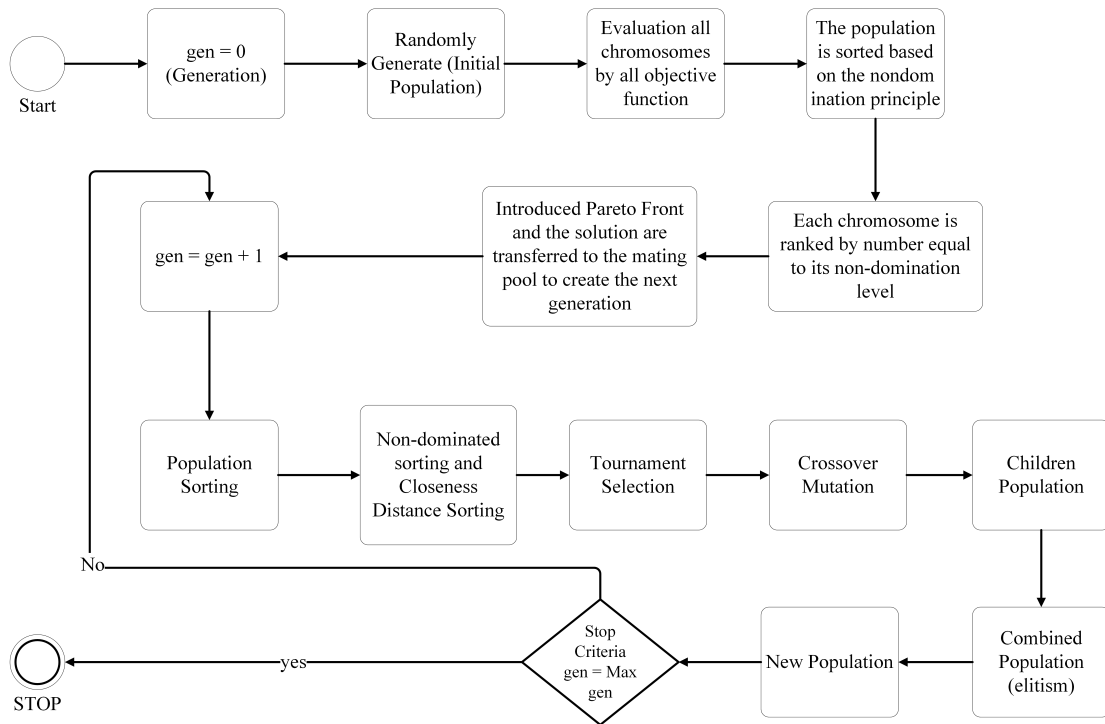 Start
gen = 0
(Generation)
Randomly
Generate (Initial
Population)
Evaluation all
chromosomes
by all objective
function
The population
is sorted based
on the nondom
ination principle
Each chromosome is
ranked by number equal
to its non-domination
level
Introduced Pareto Front
and the solution are
transferred to the mating
pool to create the next
generation
gen = gen + 1
Population
Sorting
Non-dominated
sorting and
Closeness
Distance Sorting
Tournament
Selection
Crossover
Mutation
Children
Population
Combined
Population
(elitism)
New Population
Stop
Criteria
gen = Max
gen
No
yes
STOP